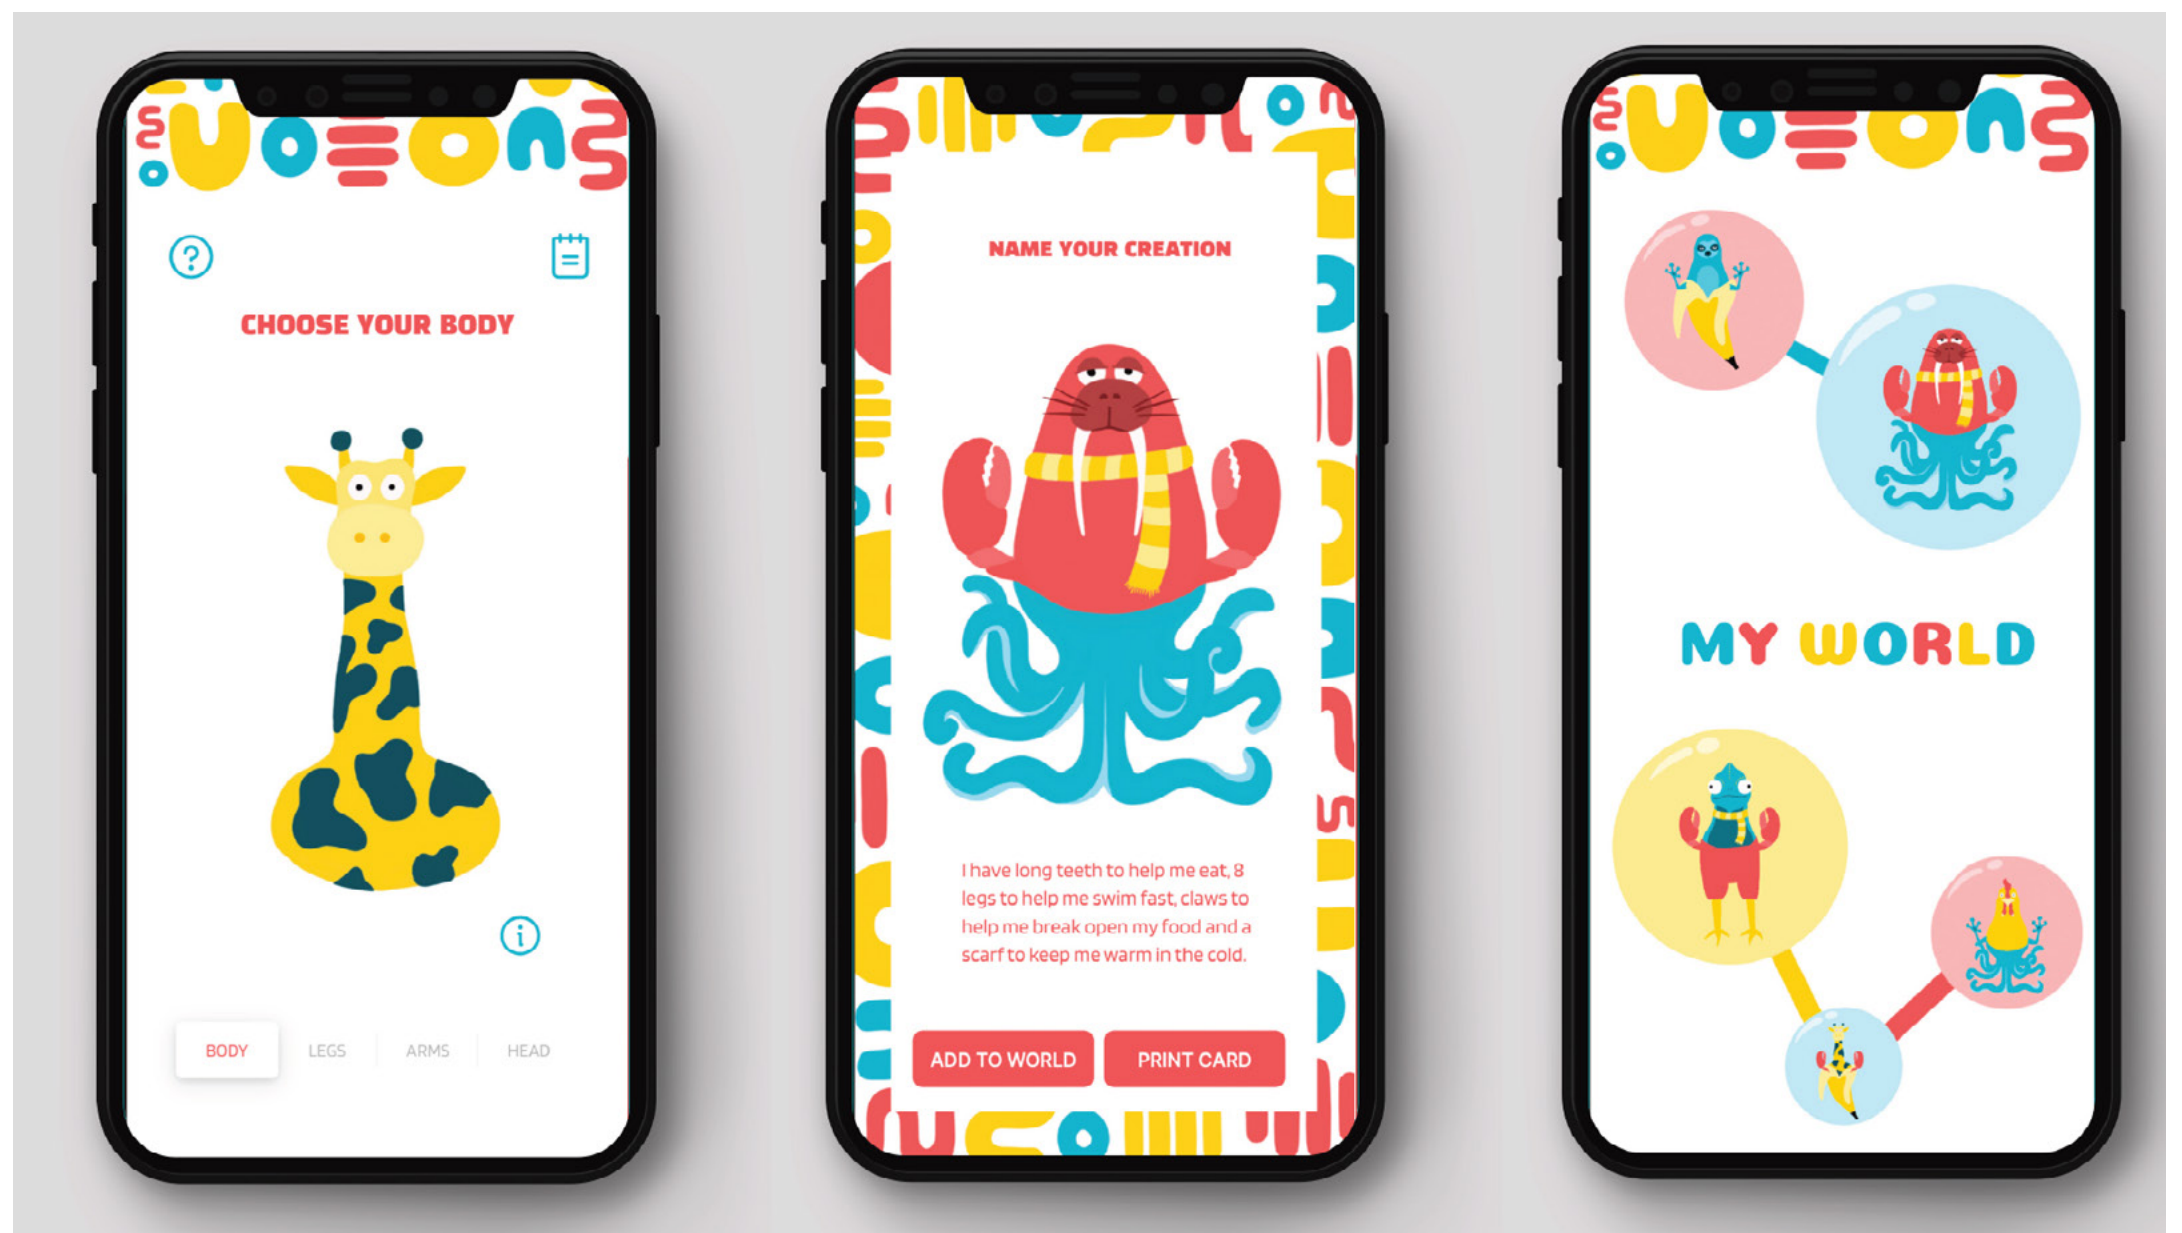 CHOOSE YOUR BODY
BODY
LEGS
ARMS
HEAD
NAME YOUR CREATION
I have long teeth to help me eat, 8
legs to help me swim fast, claws to
help me break open my food and a
scarf to keep me warm in the cold.
ADD TO WORLD
PRINT CARD
MY WORLD